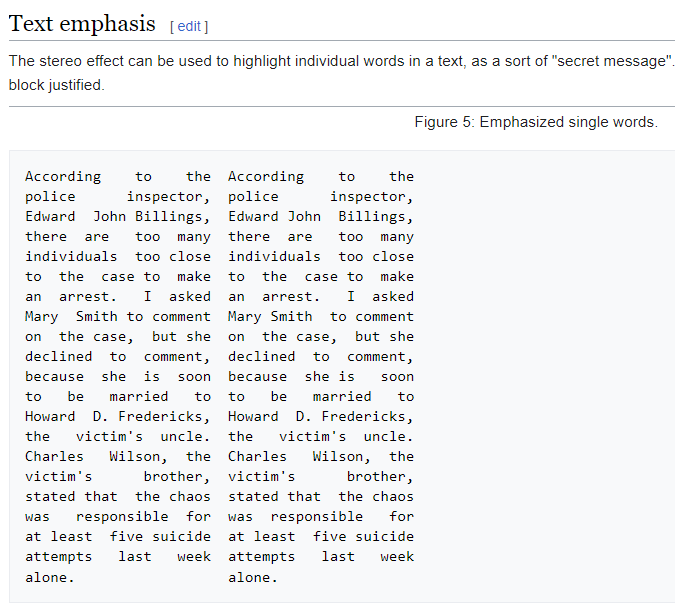 Text emphasis [ edit ]
The stereo effect can be used to highlight individual words in a text, as a sort of "secret message".
block justified.
Figure 5: Emphasized single words.
According    to    the  According    to    the
police      inspector,  police      inspector,
Edward  John Billings,  Edward John  Billings,
there  are   too  many  there  are   too  many
individuals  too close  individuals  too close
to  the  case to  make  to  the  case to  make
an  arrest.   I  asked  an  arrest.   I  asked
Mary  Smith to comment  Mary Smith  to comment
on  the case,  but she  on  the case,  but she
declined  to  comment,  declined  to  comment,
because  she  is  soon  because  she is   soon
to   be   married   to  to   be   married   to
Howard  D. Fredericks,  Howard  D. Fredericks,
the   victim's  uncle.  the   victim's  uncle.
Charles   Wilson,  the  Charles   Wilson,  the
victim's      brother,  victim's      brother,
stated that  the chaos  stated that  the chaos
was   responsible  for  was  responsible   for
at least  five suicide  at least  five suicide
attempts   last   week  attempts   last   week
alone.                  alone.